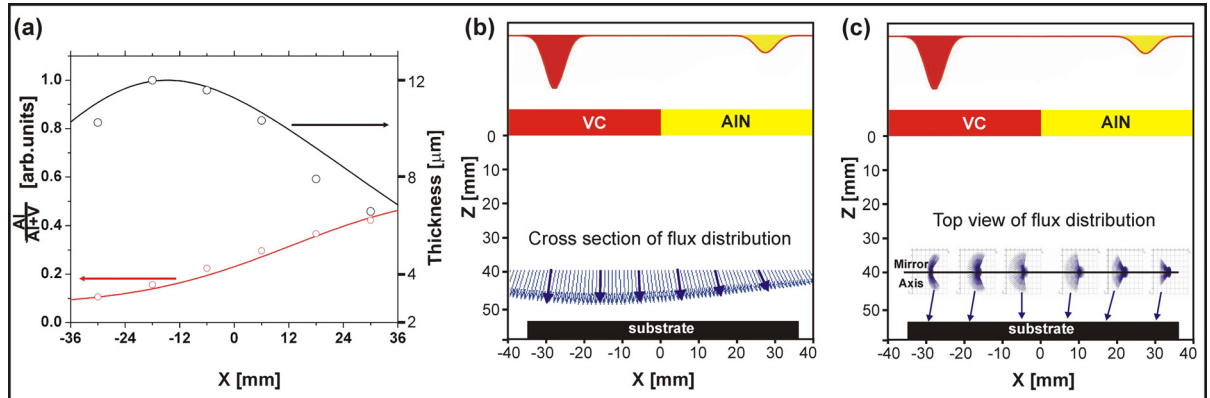 (a)
1.0
0.8
0.6
0.4
0.2
0.0
Al
Al+V
[arb.units]
12
8
4
2
Thickness [μm]
-36 -24 -12 0 12 24 36
X [mm]
(b)
VC AlN
0
10
20
30
40
50
Z [mm]
Cross section of flux distribution
substrate
-40 -30 -20 -10 0 10 20 30 40
X [mm]
(c)
VC AlN
0
10
20
30
40
50
Z [mm]
Top view of flux distribution
Mirror
Axis
substrate
-40 -30 -20 -10 0 10 20 30 40
X [mm]